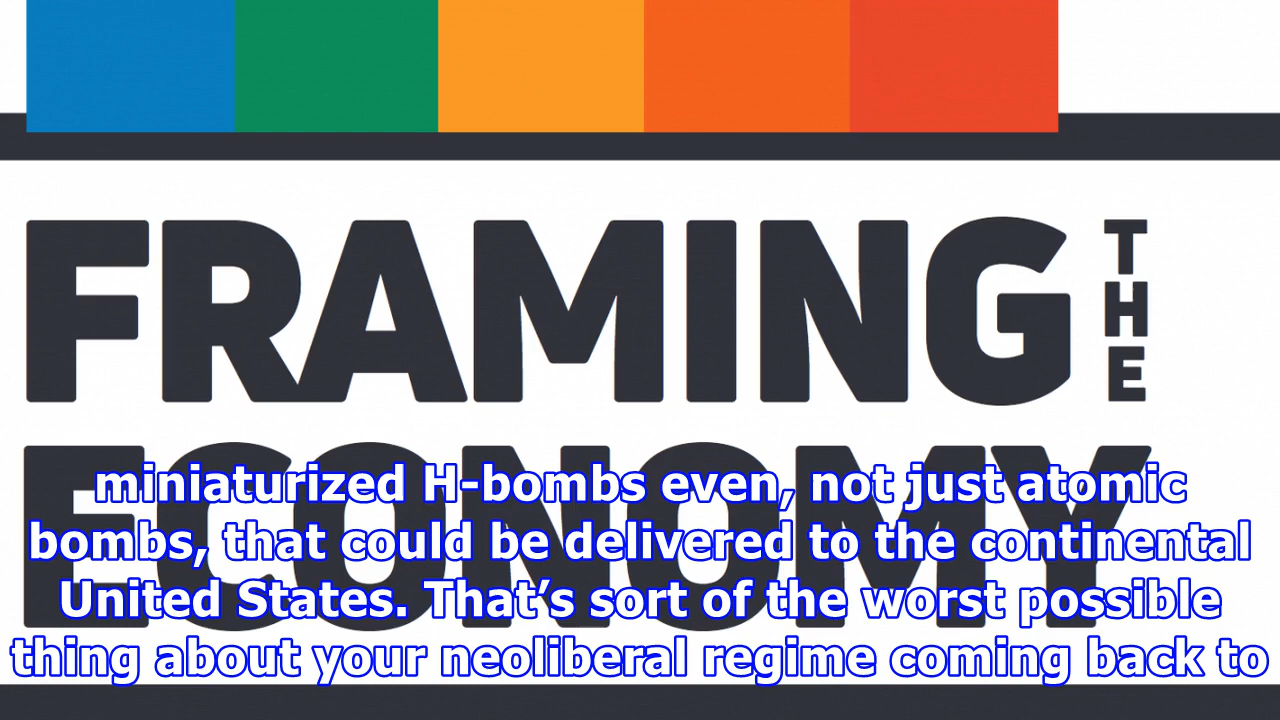 FRAMING THE
ECONOMY
miniaturized H-bombs even, not just atomic
bombs, that could be delivered to the continental
United States. That’s sort of the worst possible
thing about your neoliberal regime coming back to